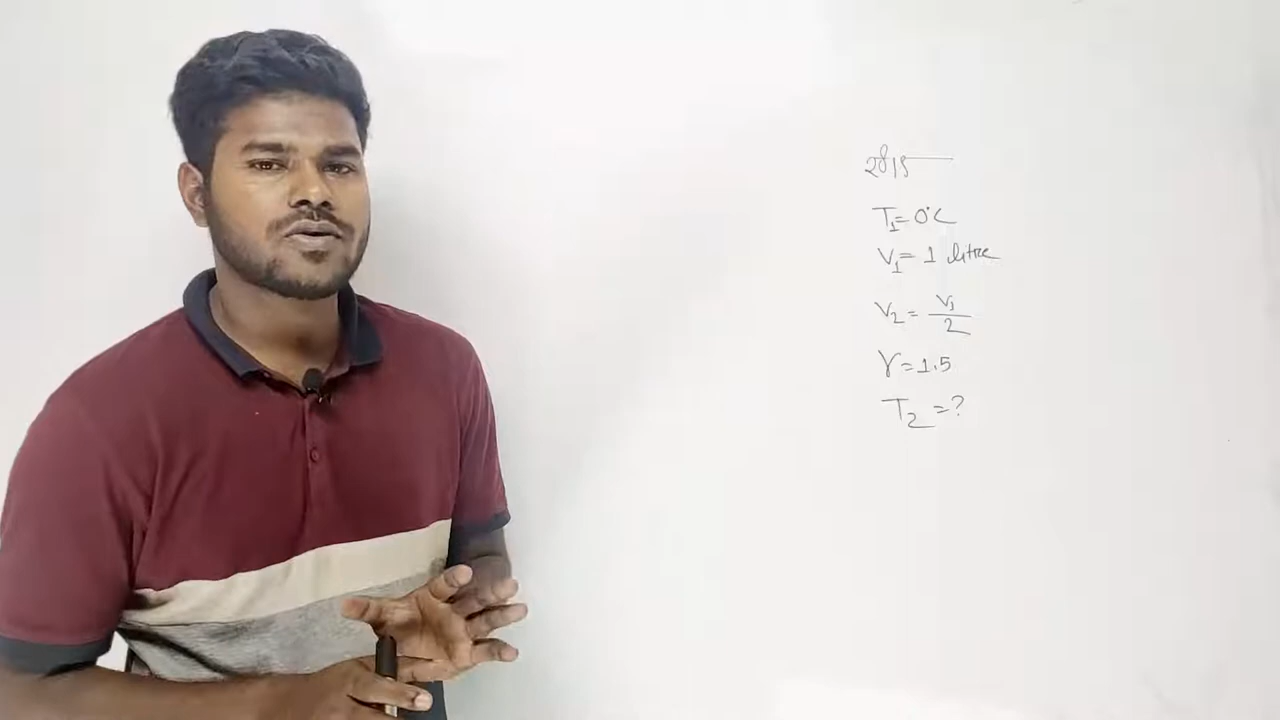 T₁ = 0°C
V₁ = 1 litre
V₂ = V₁/2
γ = 1.5
T₂ = ?